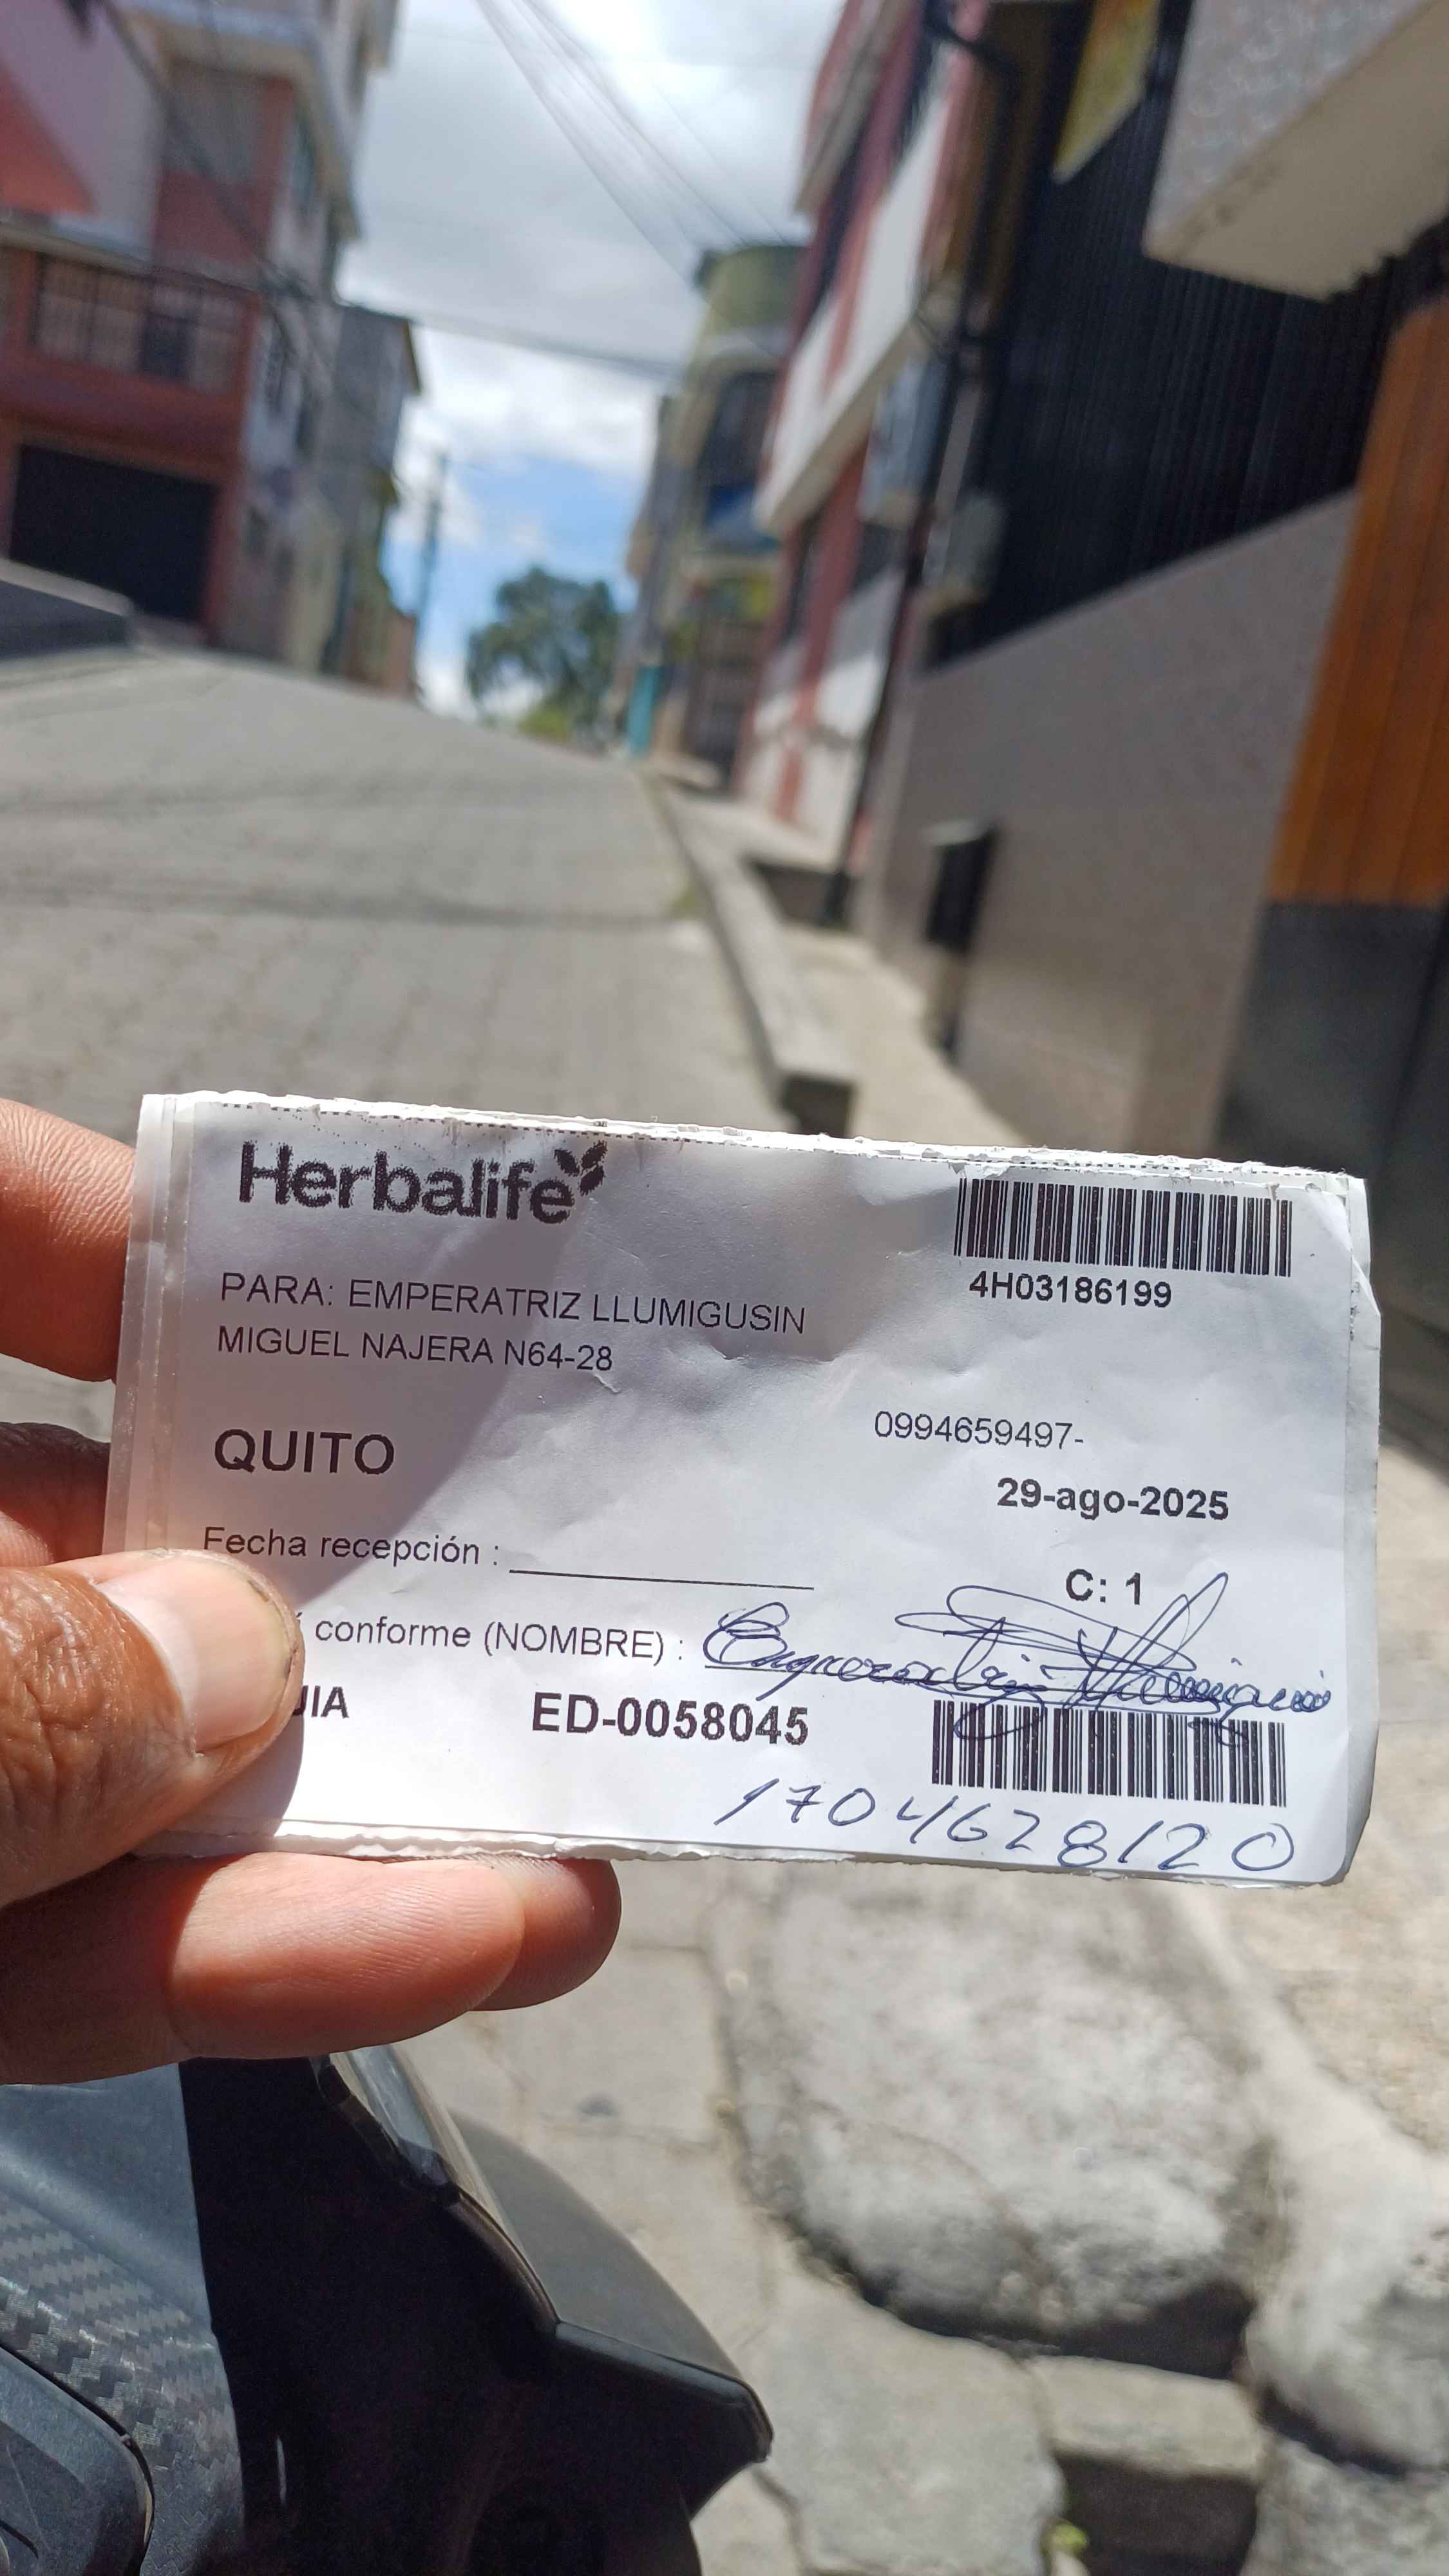 Herbalife
4H03186199
PARA: EMPERATRIZ LLUMIGUSIN
MIGUEL NAJERA N64-28
0994659497-
QUITO
29-ago-2025
Fecha recepción :
C: 1
conforme (NOMBRE) :
ED-0058045
1704628120